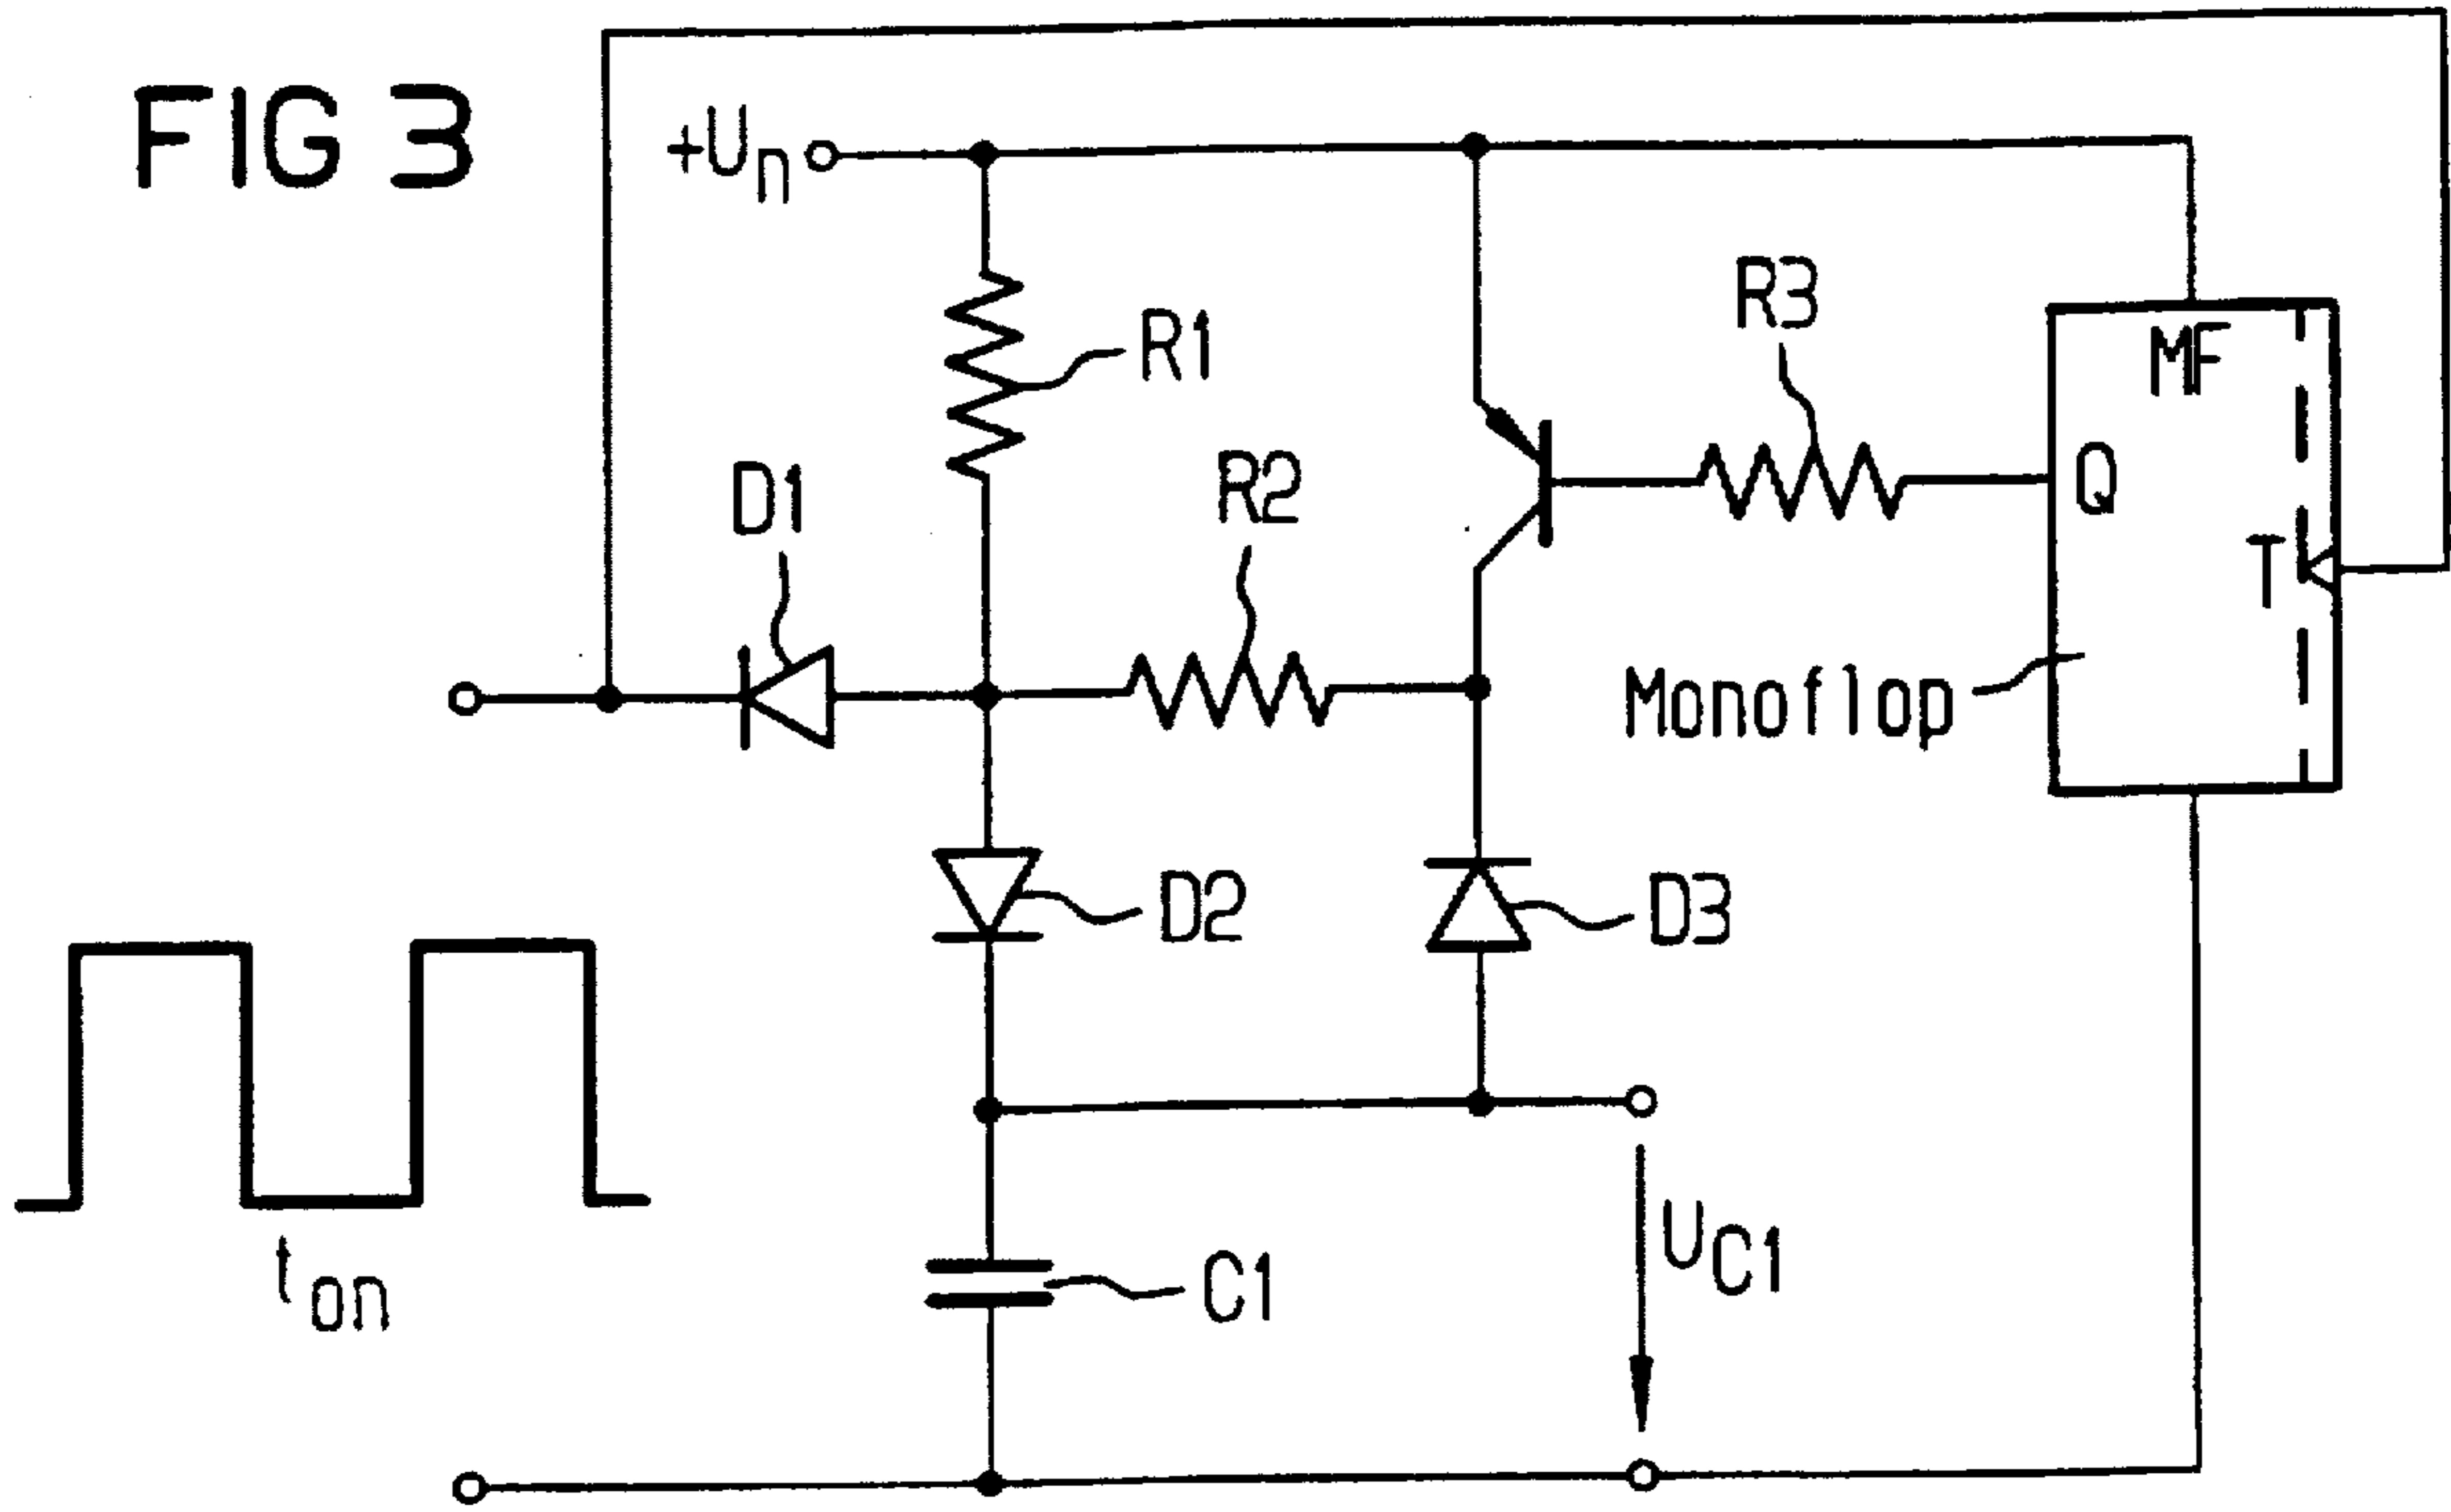 FIG 3
+Un
R3
R1
MF
R2
D1
Q
T
Monoflop
D2
D3
UC1
ton
C1